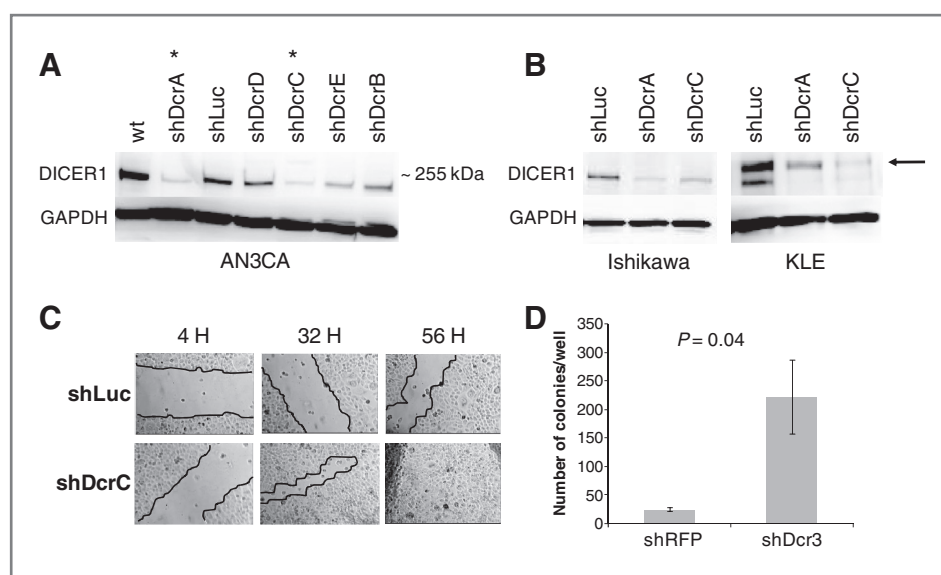 A
*
*
wt
shDcrA
shLuc
shDcrD
shDcrC
shDcrE
shDcrB
DICER1
~ 255 kDa
GAPDH
AN3CA
B
shLuc
shDcrA
shDcrC
shLuc
shDcrA
shDcrC
DICER1
GAPDH
Ishikawa
KLE
C
4 H
32 H
56 H
shLuc
shDcrC
D
Number of colonies/well
350
300
250
200
150
100
50
0
P = 0.04
shRFP
shDcr3